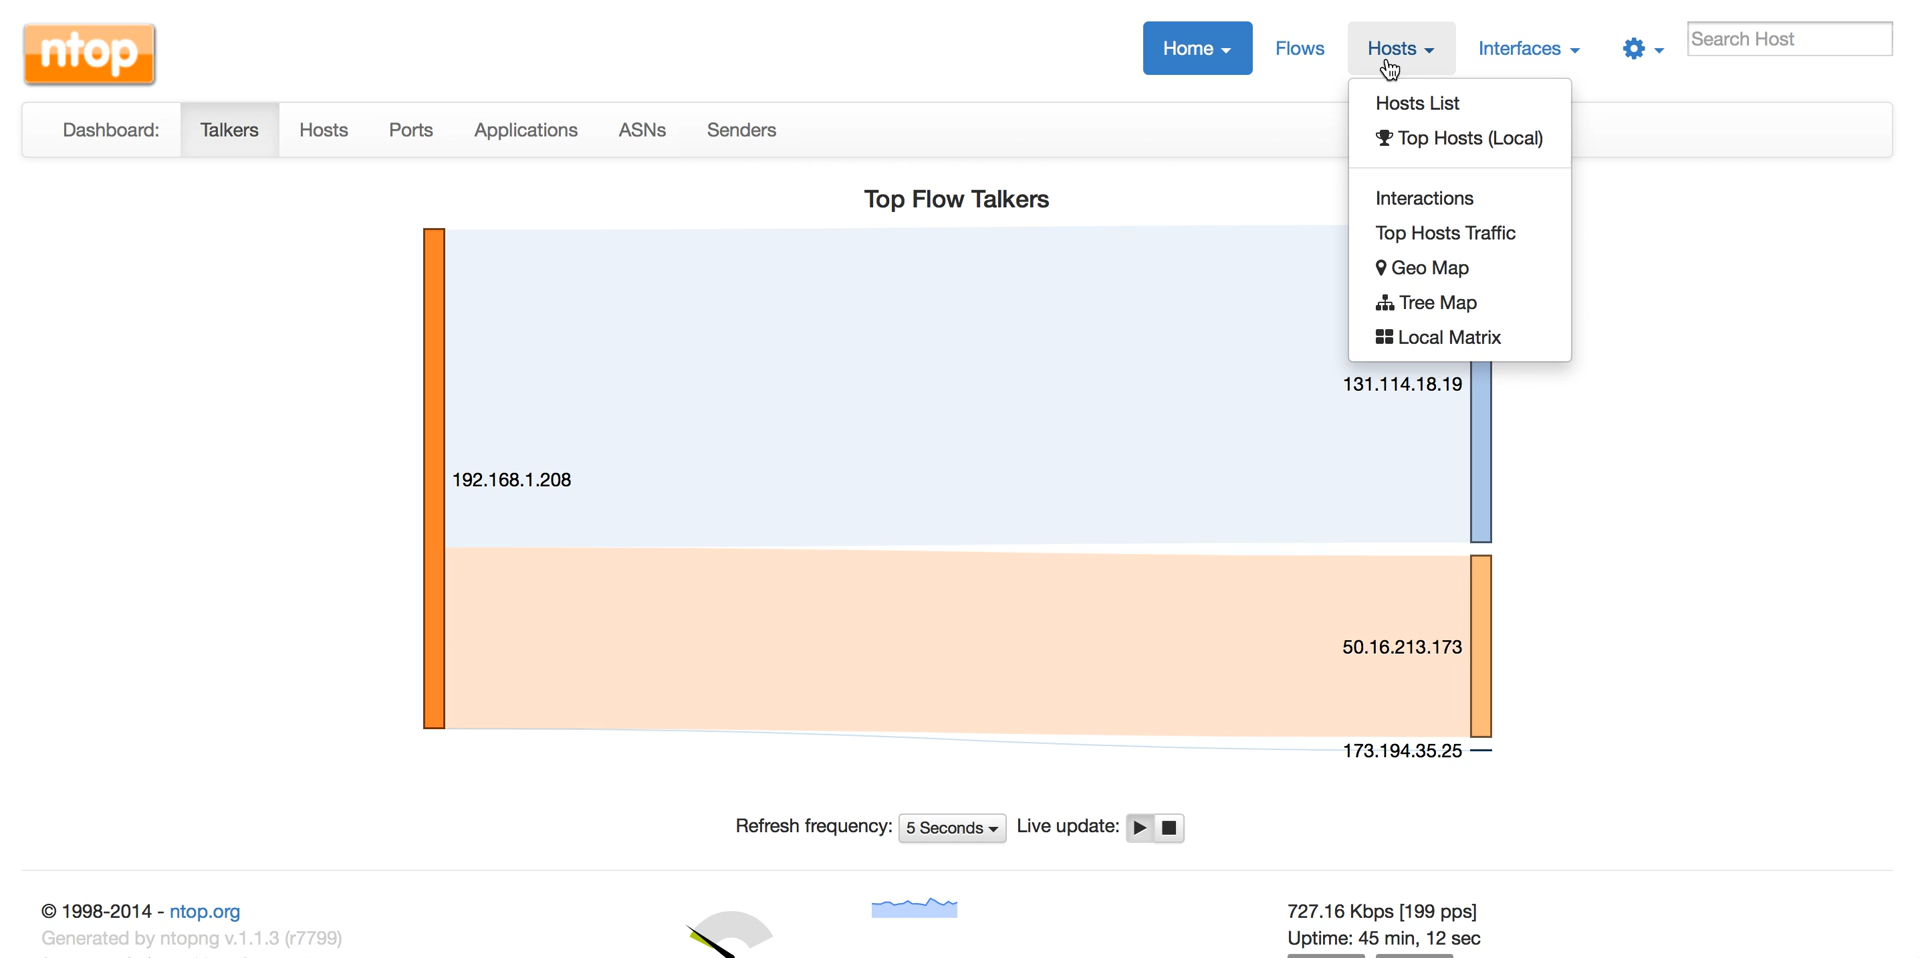 ntop
Home Flows Hosts Interfaces Search Host
Dashboard: Talkers Hosts Ports Applications ASNs Senders
Hosts List
Top Hosts (Local)
Interactions
Top Hosts Traffic
Geo Map
Tree Map
Local Matrix
Top Flow Talkers
131.114.18.19
192.168.1.208
50.16.213.173
173.194.35.25
Refresh frequency: 5 Seconds Live update:
© 1998-2014 - ntop.org
Generated by ntopng v.1.1.3 (r7799)
727.16 Kbps [199 pps]
Uptime: 45 min, 12 sec